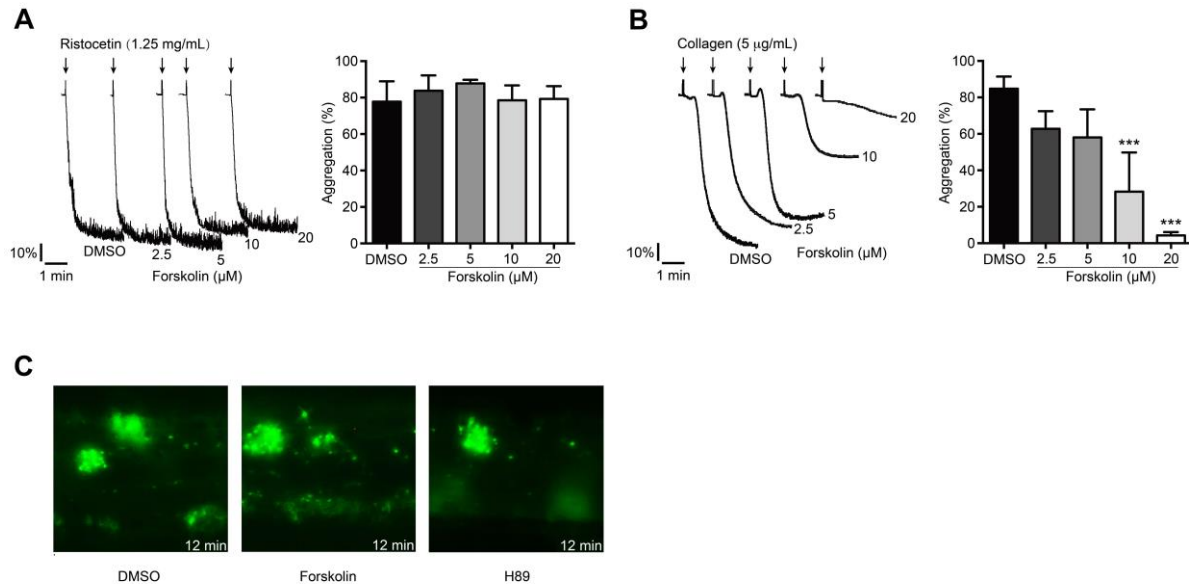 A
Ristocetin (1.25 mg/mL)
10%
1 min
DMSO
2.5
5
10
20
Forskolin (µM)
Aggregation (%)
100
80
60
40
20
0
DMSO 2.5 5 10 20
Forskolin (µM)
B
Collagen (5 µg/mL)
20
10
5
2.5
DMSO
Forskolin (µM)
10%
1 min
Aggregation (%)
100
80
60
40
20
0
***
***
DMSO 2.5 5 10 20
Forskolin (µM)
C
12 min
12 min
12 min
DMSO
Forskolin
H89